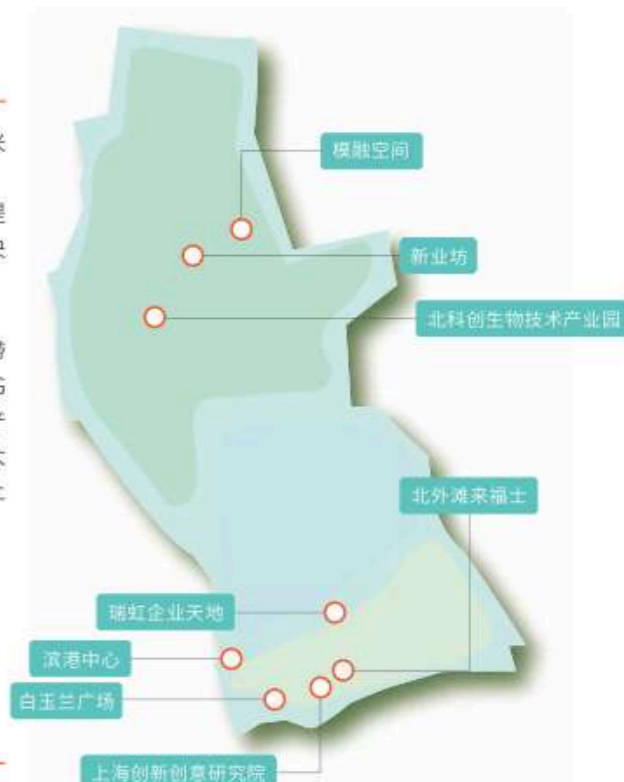 模融空间
新业坊
北科创生物技术产业园
北外滩来福士
瑞虹企业天地
滨港中心
白玉兰广场
上海创新创意研究院